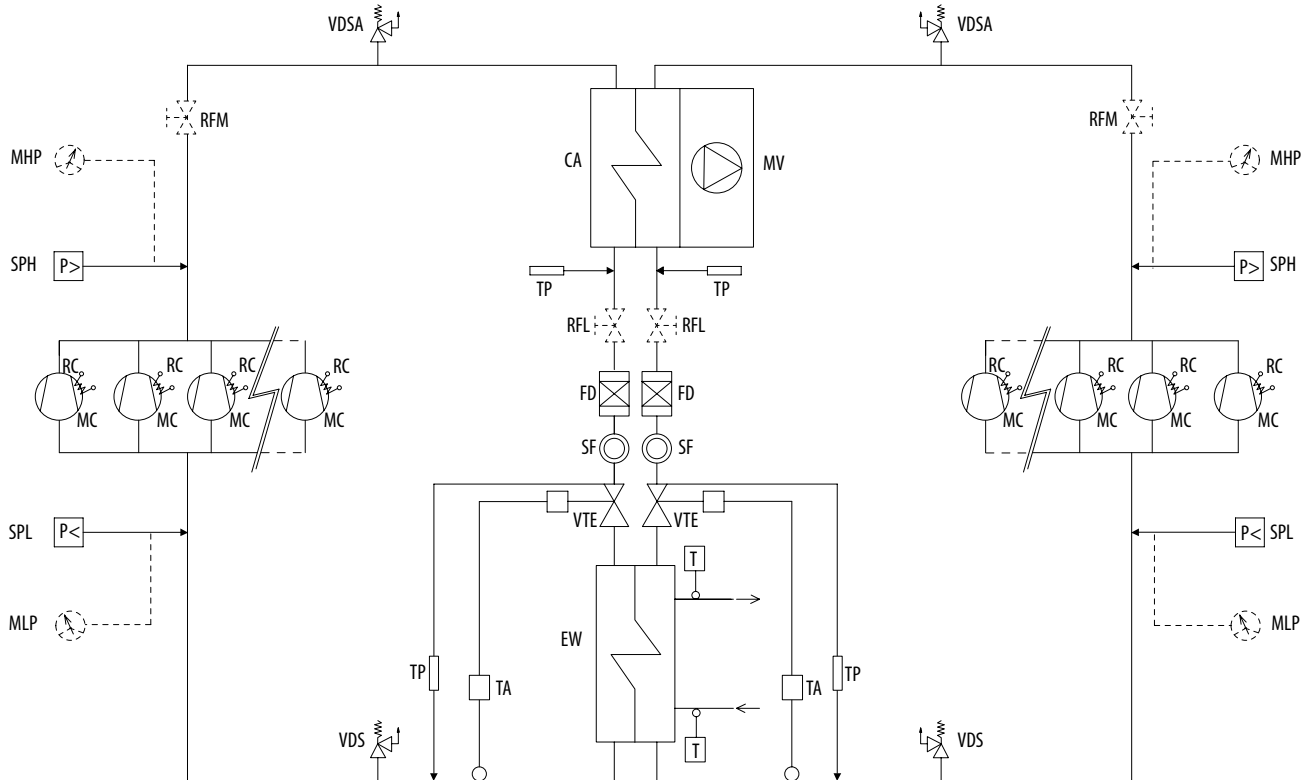 VDSA
VDSA
RFM
RFM
MHP
CA
MV
MHP
SPH
P>
P>
SPH
TP
TP
RFL
RFL
RC
RC
RC
RC
RC
RC
RC
RC
FD
FD
MC
MC
MC
MC
MC
MC
MC
MC
SF
SF
VTE
VTE
SPL
P<
P<
SPL
T
MLP
MLP
EW
TP
TA
TA
TP
VDS
T
VDS